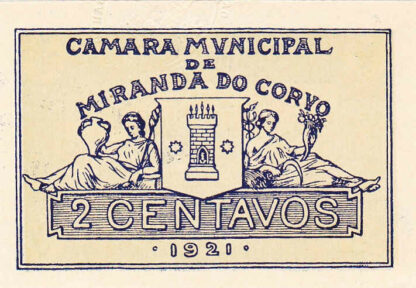 CAMARA MVNICIPAL
DE
MIRANDA DO CORVO
2 CENTAVOS
· 1921 ·